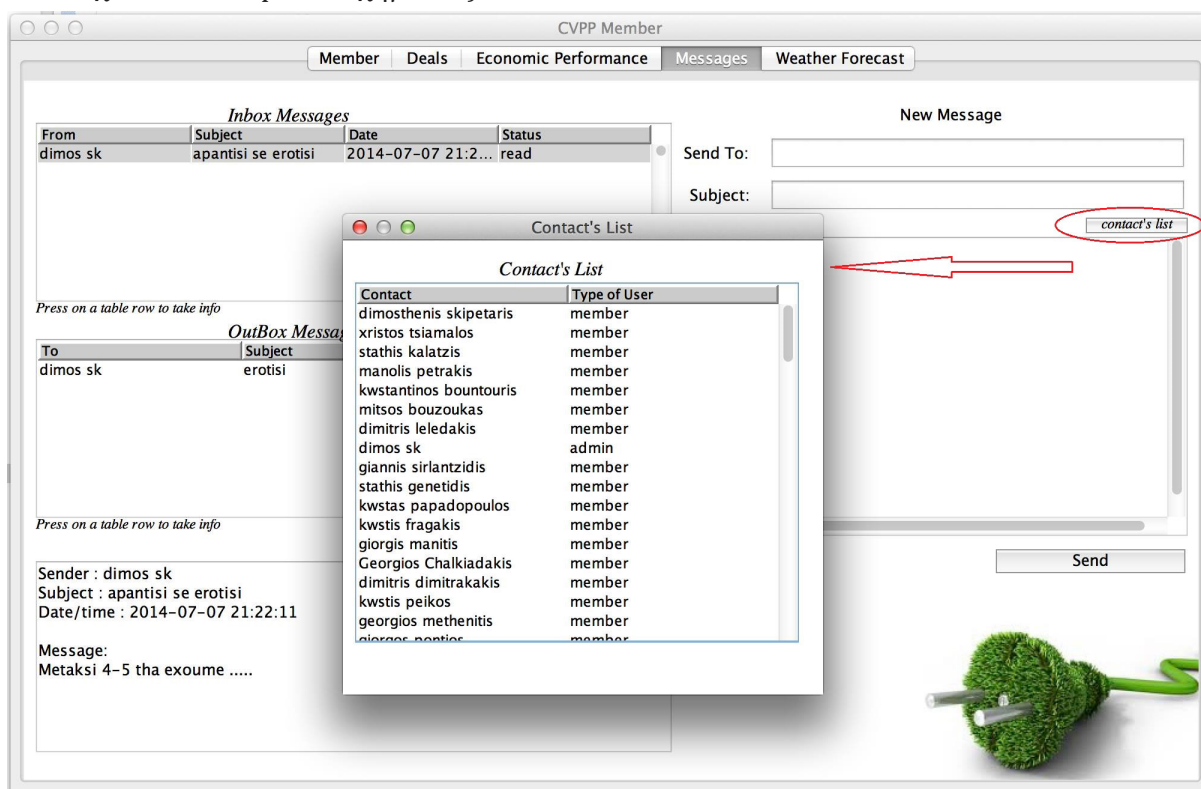 CVPP Member
Member Deals Economic Performance Messages Weather Forecast
Inbox Messages
From Subject Date Status
dimos sk apantisi se erotisi 2014-07-07 21:2... read
Press on a table row to take info
OutBox Messag
To Subject
dimos sk erotisi
Press on a table row to take info
Sender : dimos sk
Subject : apantisi se erotisi
Date/time : 2014-07-07 21:22:11
Message:
Metaksi 4-5 tha exoume .....
New Message
Send To:
Subject:
contact's list
Send
Contact's List
Contact's List
Contact Type of User
dimosthenis skipetaris member
xristos tsiamalos member
stathis kalatzis member
manolis petrakis member
kwstantinos bountouris member
mitsos bouzoukas member
dimitris leledakis member
dimos sk admin
giannis sirlantzidis member
stathis genetidis member
kwstas papadopoulos member
kwstis fragakis member
giorgis manitis member
Georgios Chalkiadakis member
dimitris dimitrakakis member
kwstis peikos member
georgios methenitis member
giorgos pontios member